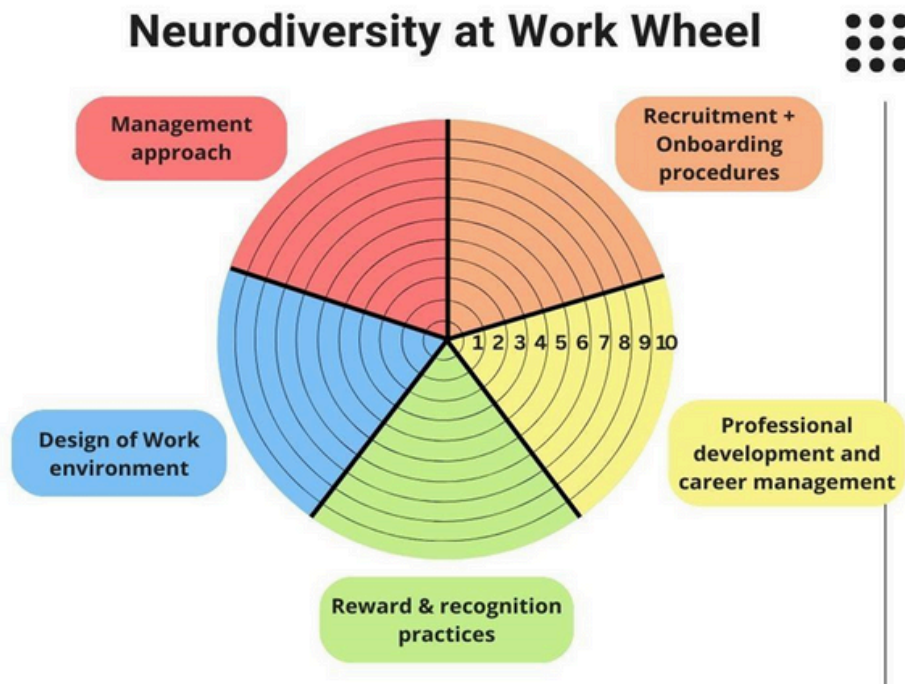 Neurodiversity at Work Wheel
Management
approach
Recruitment +
Onboarding
procedures
1 2 3 4 5 6 7 8 9 10
Design of Work
environment
Professional
development and
career management
Reward & recognition
practices